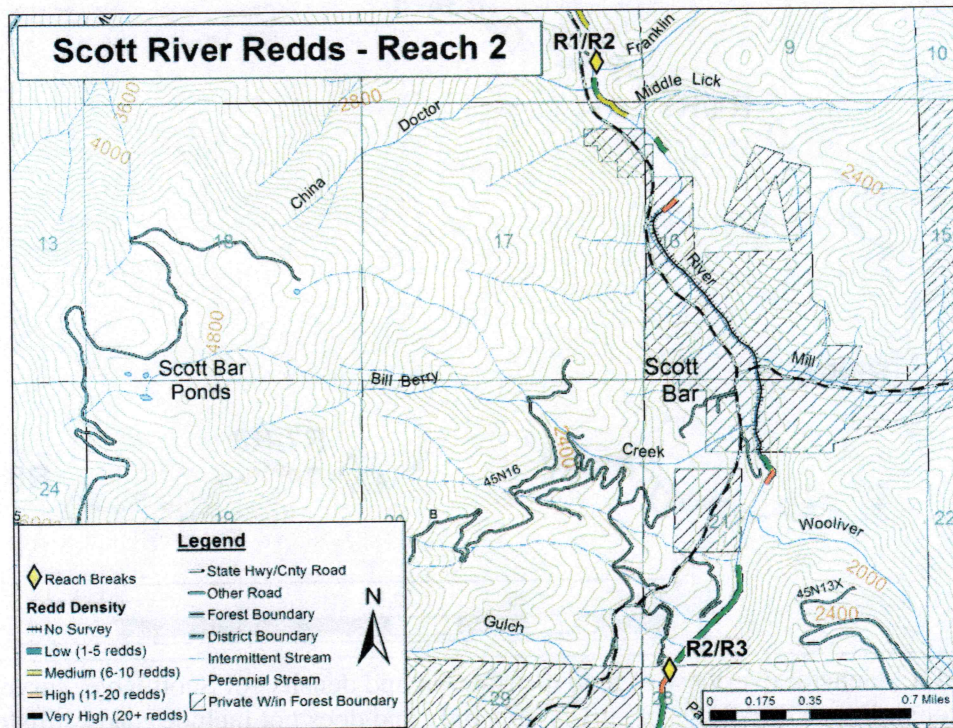 Scott River Redds - Reach 2
R1/R2
Franklin
9
10
Middle Lick
3600
2800
Doctor
4000
China
2400
13
18
17
16
15
River
4800
Scott Bar
Ponds
Bill Berry
Scott
Bar
Mill
2400
Creek
45N16
24
19
20
21
22
B
Wooliver
2000
45N13X
2400
Gulch
R2/R3
29
28
Legend
Reach Breaks
Redd Density
No Survey
Low (1-5 redds)
Medium (6-10 redds)
High (11-20 redds)
Very High (20+ redds)
State Hwy/Cnty Road
Other Road
Forest Boundary
District Boundary
Intermittent Stream
Perennial Stream
Private W/in Forest Boundary
N
0 0.175 0.35 0.7 Miles